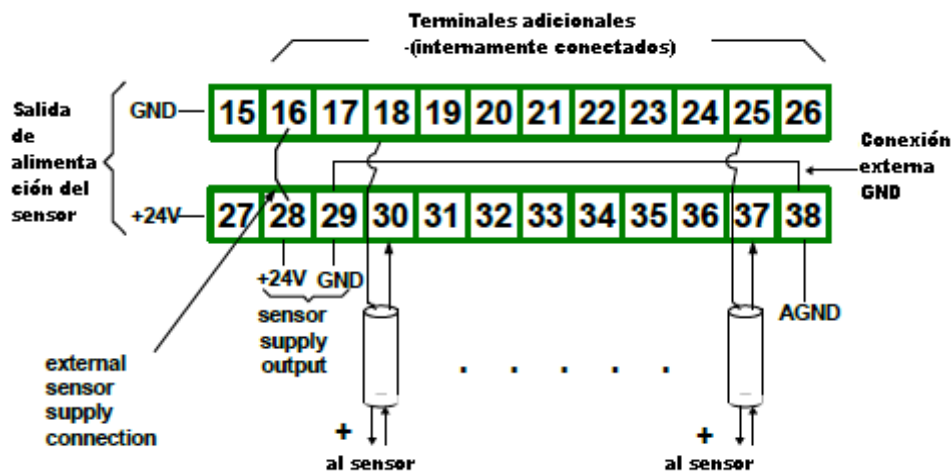 Terminales adicionales
-(internamente conectados)
Salida
de
alimenta
ción del
sensor
GND
15 16 17 18 19 20 21 22 23 24 25 26
Conexión
externa
GND
+24V
27 28 29 30 31 32 33 34 35 36 37 38
+24V GND
sensor
supply
output
AGND
external
sensor
supply
connection
. . . . .
+ +
al sensor al sensor